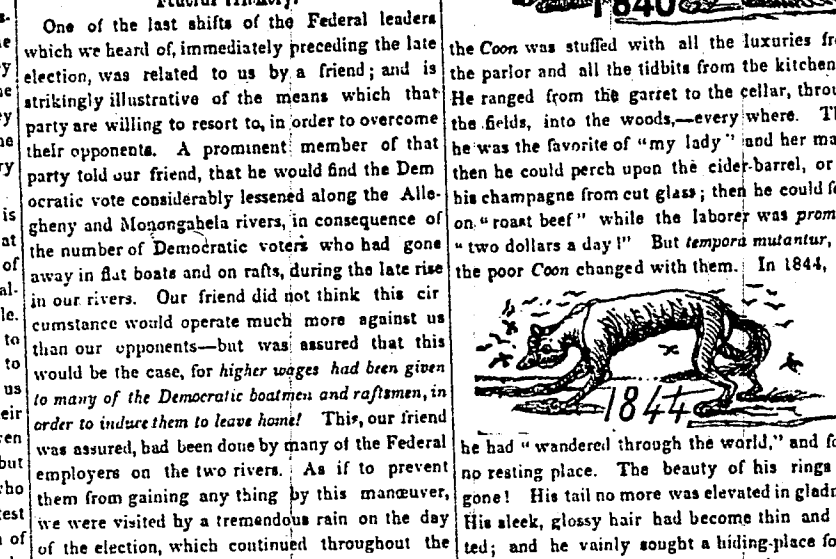 One of the last shifts of the Federal leaders
which we heard of, immediately preceding the late
election, was related to us by a friend; and is
strikingly illustrative of the means which that
party are willing to resort to, in order to overcome
their opponents. A prominent member of that
party told our friend, that he would find the Dem
ocratic vote considerably lessened along the Alle-
gheny and Monongahela rivers, in consequence of
the number of Democratic voters who had gone
away in flat boats and on rafts, during the late rise
in our rivers. Our friend did not think this cir
cumstance would operate much more against us
than our opponents—but was assured that this
would be the case, for higher wages had been given
to many of the Democratic boatmen and raftsmen, in
order to induce them to leave home! This, our friend
was assured, had been done by many of the Federal
employers on the two rivers. As if to prevent
them from gaining any thing by this manœuver,
we were visited by a tremendous rain on the day
of the election, which continued throughout the
is
at
of
al-
le.
to
to
us
eir
en
but
ho
test
of
1840
the Coon was stuffed with all the luxuries
the parlor and all the tidbits from the kitchen
He ranged from the garret to the cellar,
the fields, into the woods,—every where.
he was the favorite of "my lady" and her
then he could perch upon the cider-barrel, or
his champagne from cut glass; then he could
on "roast beef" while the laborer was
"two dollars a day!" But tempora mutantur,
the poor Coon changed with them. In 1844,
1844
he had "wandered through the world," and
no resting place. The beauty of his rings
gone! His tail no more was elevated in
His sleek, glossy hair had become thin and
ted; and he vainly sought a hiding-place